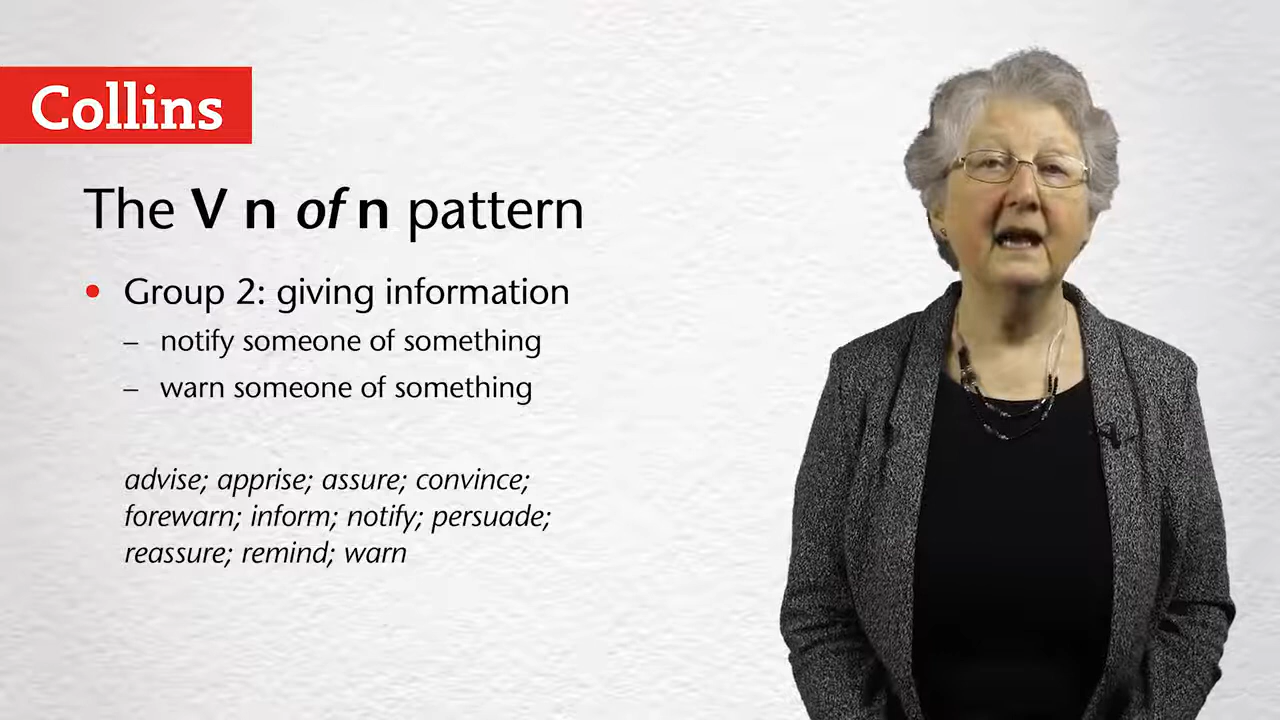 Collins
The V n of n pattern
• Group 2: giving information
– notify someone of something
– warn someone of something
advise; apprise; assure; convince;
forewarn; inform; notify; persuade;
reassure; remind; warn